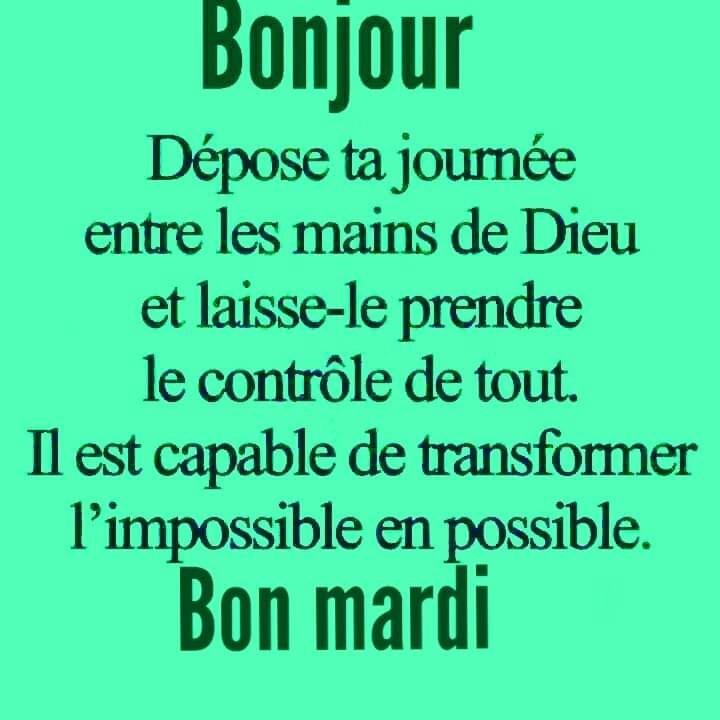 Bonjour
Dépose ta journée
entre les mains de Dieu
et laisse-le prendre
le contrôle de tout.
Il est capable de transformer
l’impossible en possible.
Bon mardi